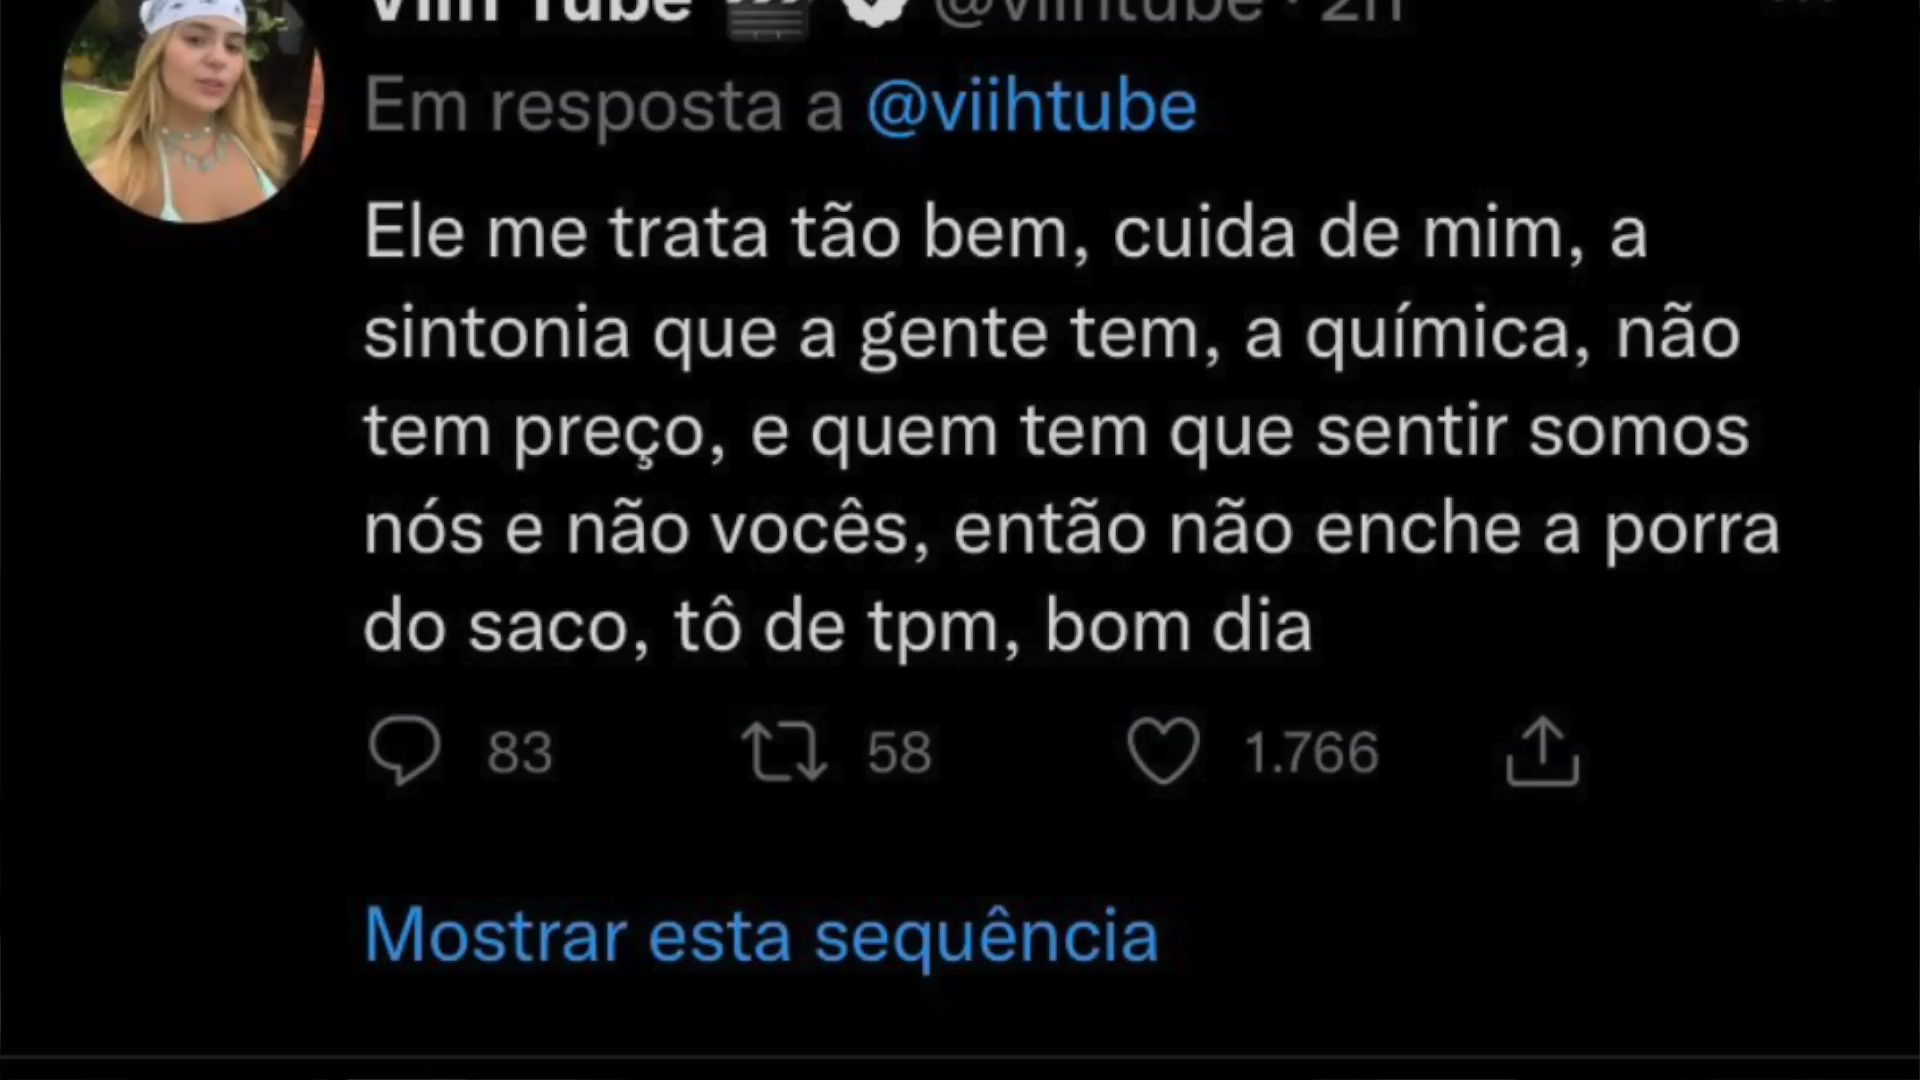 Viih Tube @viihtube · 2h
Em resposta a @viihtube
Ele me trata tão bem, cuida de mim, a
sintonia que a gente tem, a química, não
tem preço, e quem tem que sentir somos
nós e não vocês, então não enche a porra
do saco, tô de tpm, bom dia
83 58 1.766
Mostrar esta sequência